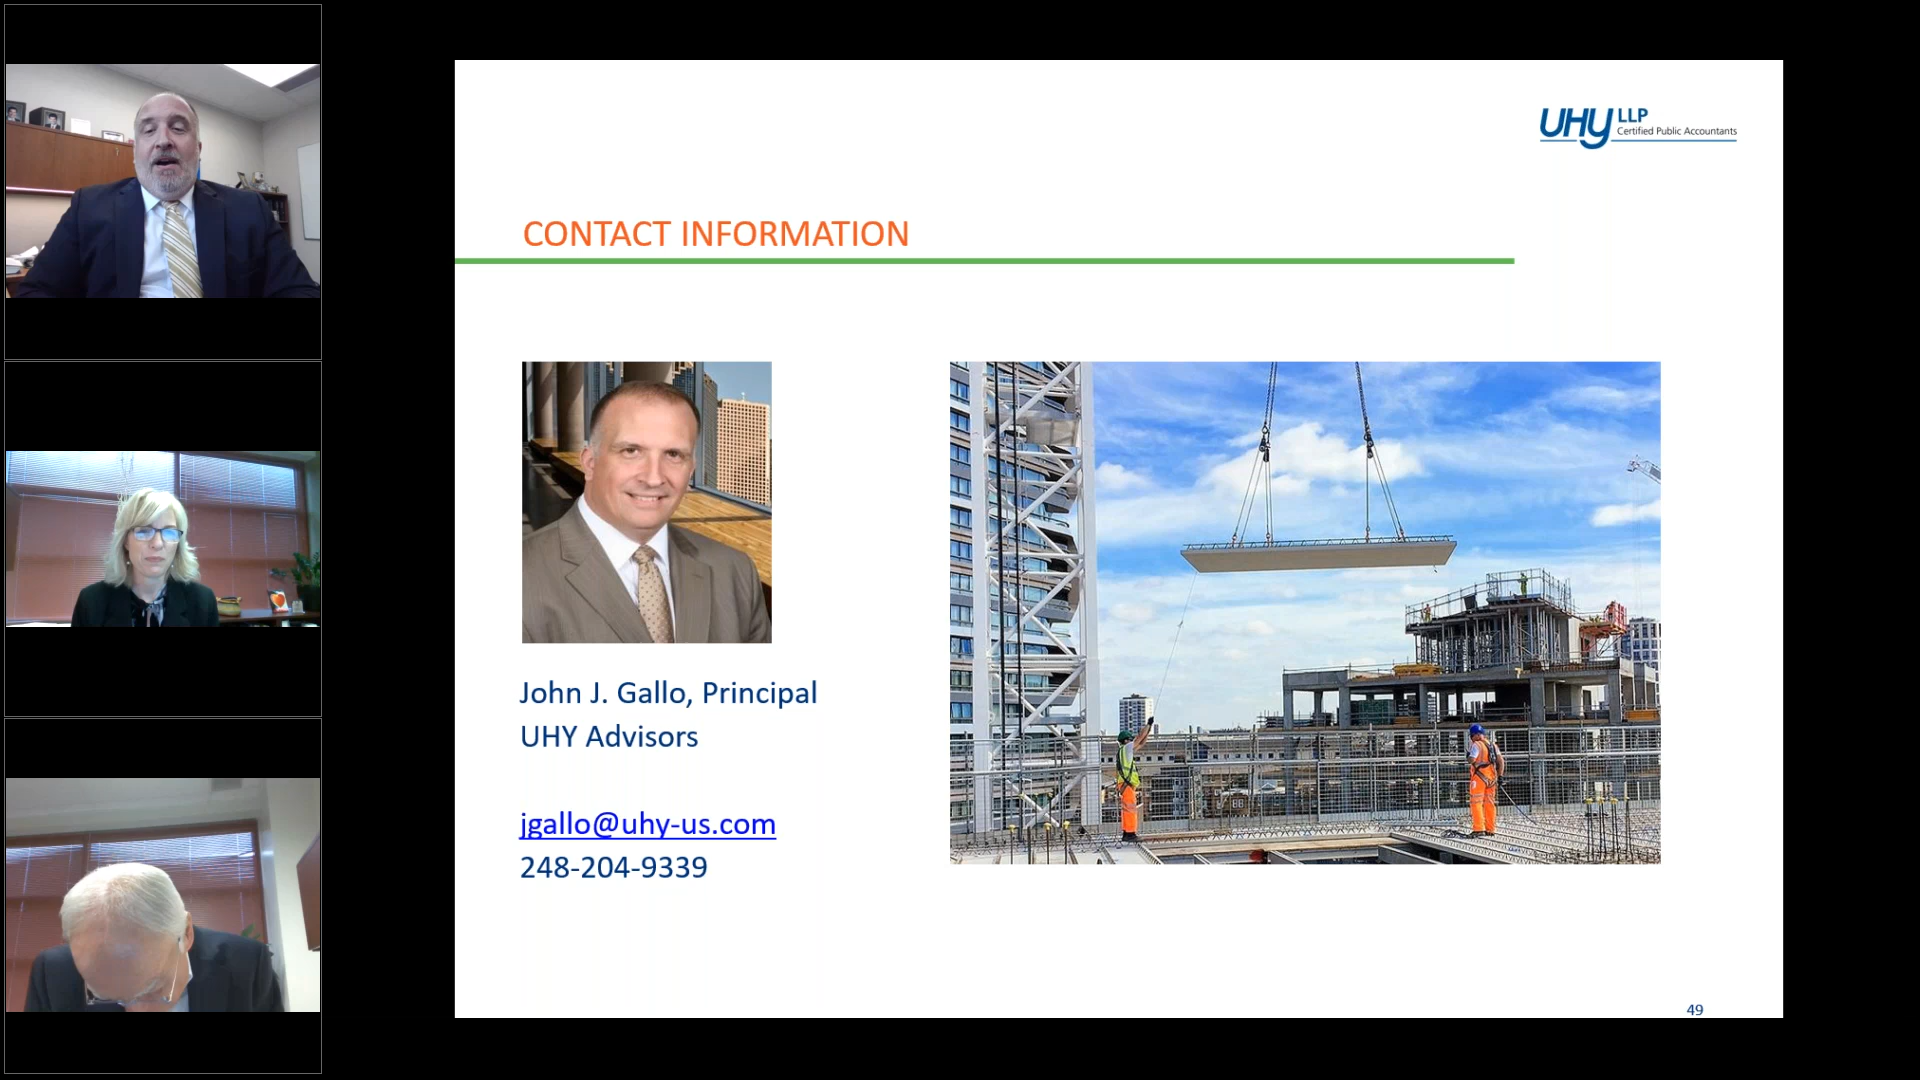 UHY LLP
Certified Public Accountants
CONTACT INFORMATION
John J. Gallo, Principal
UHY Advisors
jgallo@uhy-us.com
248-204-9339
49